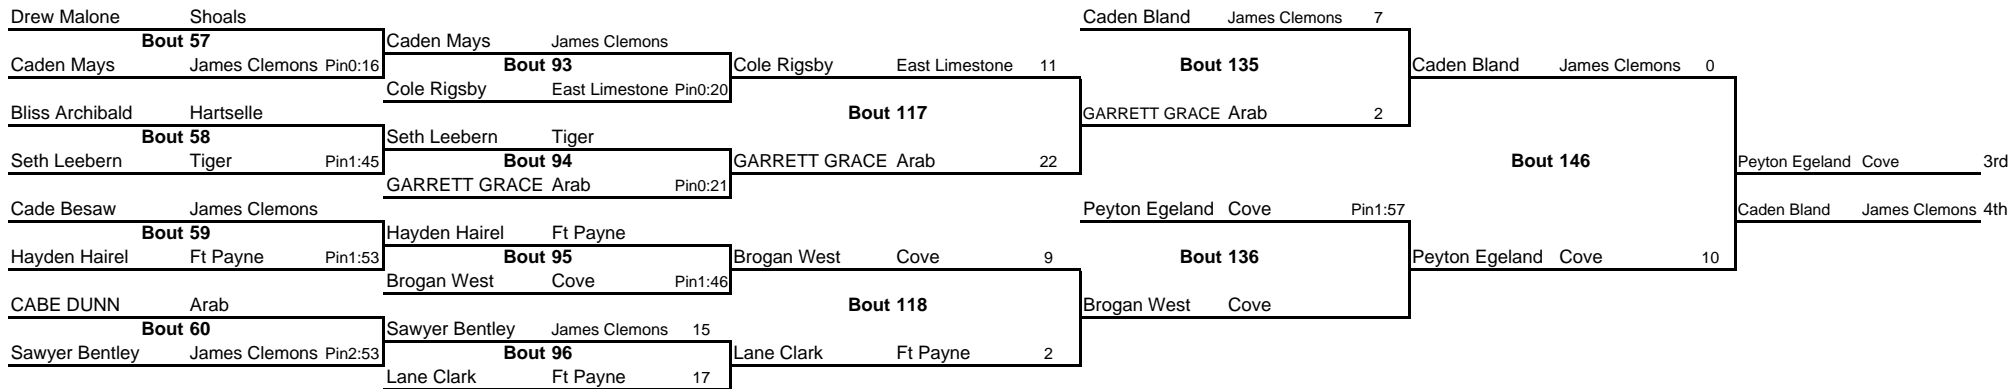 Drew Malone Shoals
Bout 57
Caden Mays James Clemons Pin0:16
Bliss Archibald Hartselle
Bout 58
Seth Leebern Tiger Pin1:45
Cade Besaw James Clemons
Bout 59
Hayden Hairel Ft Payne Pin1:53
CABE DUNN Arab
Bout 60
Sawyer Bentley James Clemons Pin2:53
Caden Mays James Clemons
Bout 93
Cole Rigsby East Limestone Pin0:20
Seth Leebern Tiger
Bout 94
GARRETT GRACE Arab Pin0:21
Hayden Hairel Ft Payne
Bout 95
Brogan West Cove Pin1:46
Sawyer Bentley James Clemons 15
Bout 96
Lane Clark Ft Payne 17
Cole Rigsby East Limestone 11
Bout 117
GARRETT GRACE Arab 22
Brogan West Cove 9
Bout 118
Lane Clark Ft Payne 2
Caden Bland James Clemons 7
Bout 135
GARRETT GRACE Arab 2
Peyton Egeland Cove Pin1:57
Bout 136
Brogan West Cove
Caden Bland James Clemons 0
Bout 146
Peyton Egeland Cove 10
Peyton Egeland Cove 3rd
Caden Bland James Clemons 4th